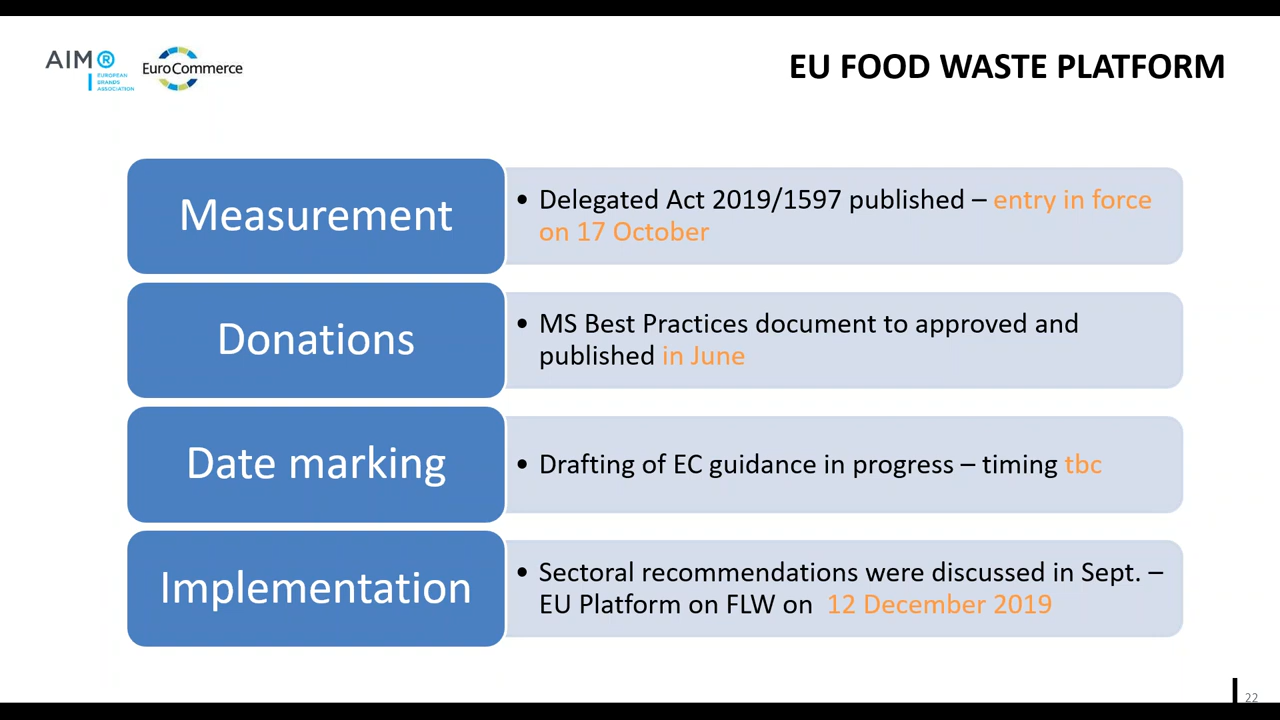 AIM®
EUROPEAN
BRANDS
ASSOCIATION
EuroCommerce
EU FOOD WASTE PLATFORM
Measurement
• Delegated Act 2019/1597 published – entry in force
on 17 October
Donations
• MS Best Practices document to approved and
published in June
Date marking
• Drafting of EC guidance in progress – timing tbc
Implementation
• Sectoral recommendations were discussed in Sept. –
EU Platform on FLW on 12 December 2019
22